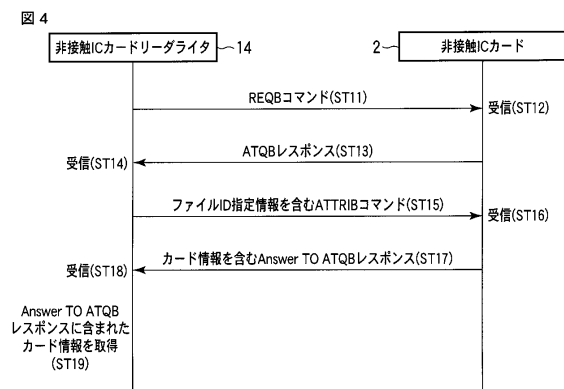 図 4
非接触ICカードリーダライタ
14
2
非接触ICカード
REQBコマンド(ST11)
受信(ST12)
ATQBレスポンス(ST13)
受信(ST14)
ファイルID指定情報を含むATTRIBコマンド(ST15)
受信(ST16)
カード情報を含むAnswer TO ATQBレスポンス(ST17)
受信(ST18)
Answer TO ATQB
レスポンスに含まれた
カード情報を取得
(ST19)